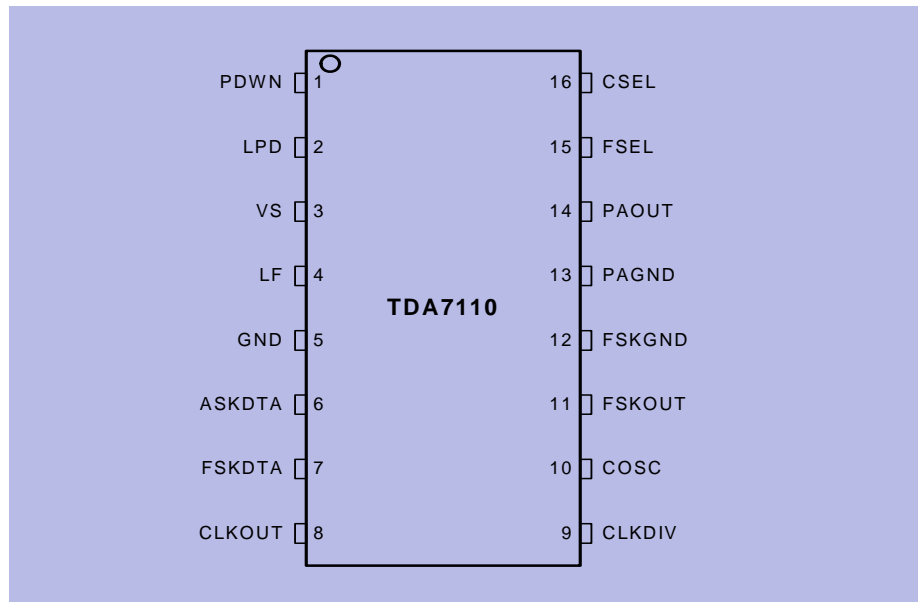 PDWN 1 16 CSEL
LPD 2 15 FSEL
VS 3 14 PAOUT
LF 4 13 PAGND
TDA7110
GND 5 12 FSKGND
ASKDTA 6 11 FSKOUT
FSKDTA 7 10 COSC
CLKOUT 8 9 CLKDIV